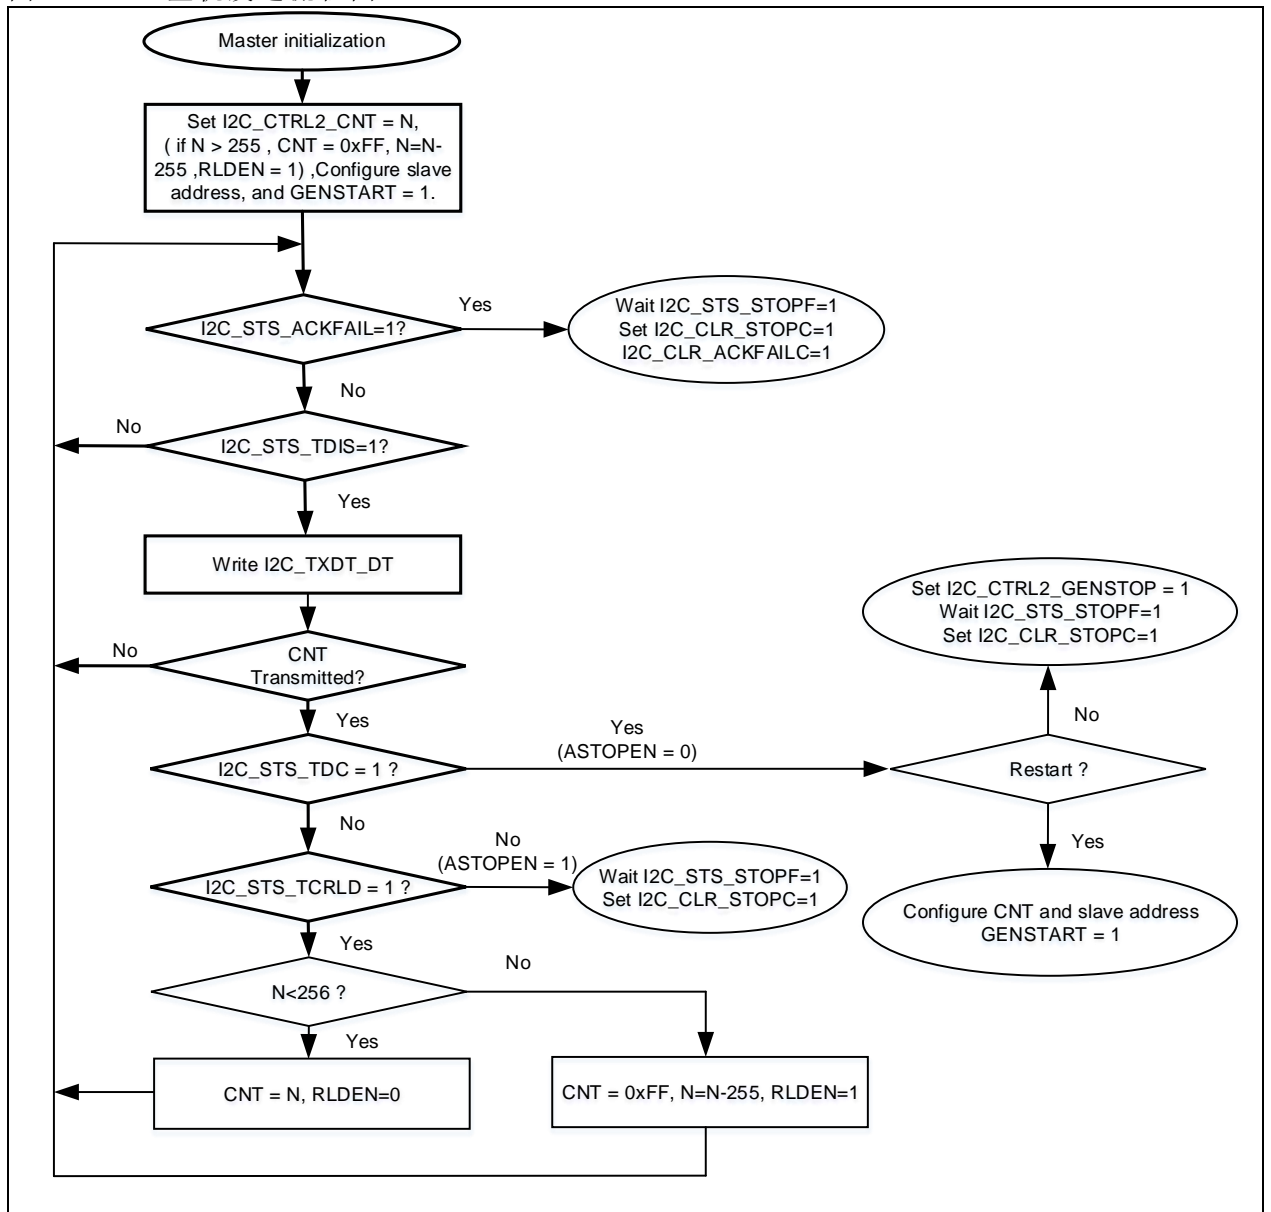 Master initialization
Set I2C_CTRL2_CNT = N,
( if N > 255 , CNT = 0xFF, N=N-
255 ,RLDEN = 1) ,Configure slave
address, and GENSTART = 1.
I2C_STS_ACKFAIL=1?
Yes
Wait I2C_STS_STOPF=1
Set I2C_CLR_STOPC=1
I2C_CLR_ACKFAILC=1
No
No
I2C_STS_TDIS=1?
Yes
Write I2C_TXDT_DT
Set I2C_CTRL2_GENSTOP = 1
Wait I2C_STS_STOPF=1
Set I2C_CLR_STOPC=1
No
CNT
Transmitted?
Yes
No
I2C_STS_TDC = 1 ?
Yes
(ASTOPEN = 0)
Restart ?
No
Yes
I2C_STS_TCRLD = 1 ?
No
(ASTOPEN = 1)
Wait I2C_STS_STOPF=1
Set I2C_CLR_STOPC=1
Configure CNT and slave address
GENSTART = 1
Yes
N<256 ?
No
Yes
CNT = N, RLDEN=0
CNT = 0xFF, N=N-255, RLDEN=1